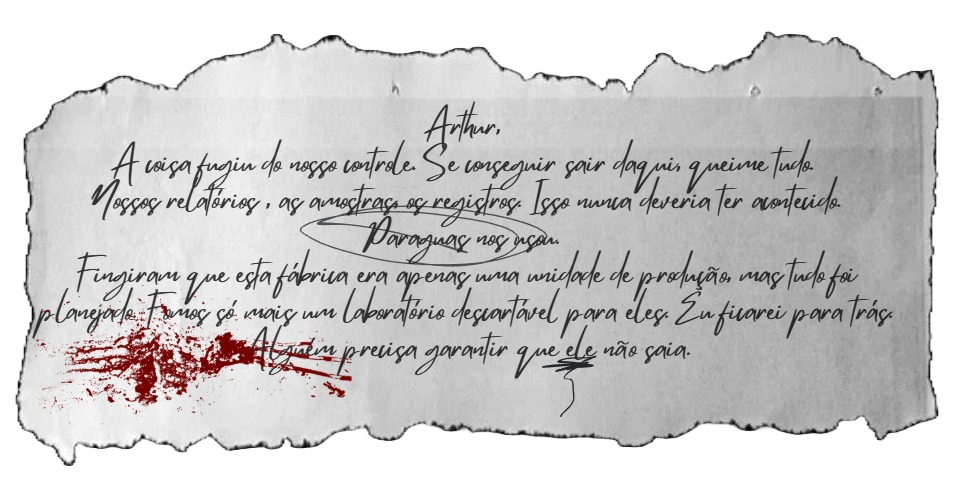 Arthur,
A coisa fugiu do nosso controle. Se conseguir sair daqui, queime tudo.
Nossos relatórios , as amostras, os registros. Isso nunca deveria ter acontecido.
Paraguas nos usou.
Fingiram que esta fábrica era apenas uma unidade de produção, mas tudo foi
planejado. Fomos só mais um laboratório descartável para eles. Eu ficarei para trás.
Alguém precisa garantir que ele não saia.